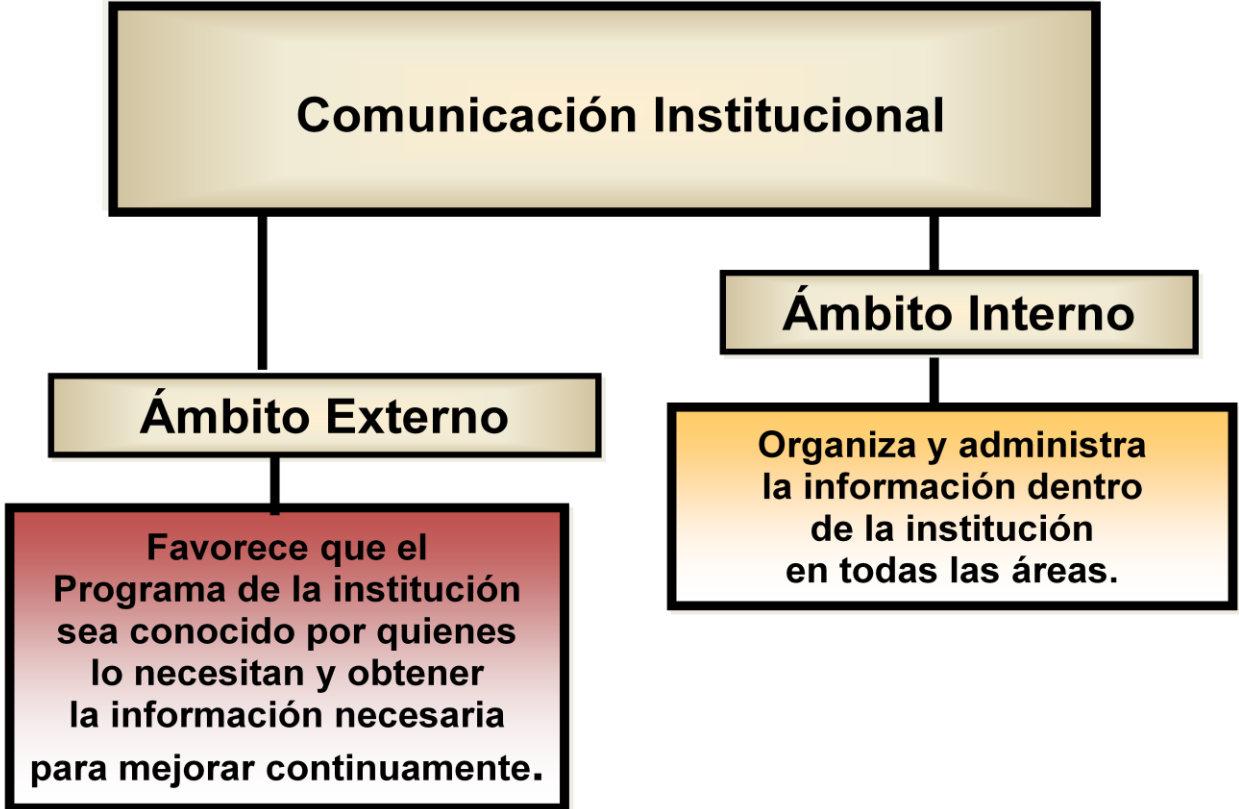 Comunicación Institucional
Ámbito Interno
Ámbito Externo
Organiza y administra
la información dentro
de la institución
en todas las áreas.
Favorece que el
Programa de la institución
sea conocido por quienes
lo necesitan y obtener
la información necesaria
para mejorar continuamente.